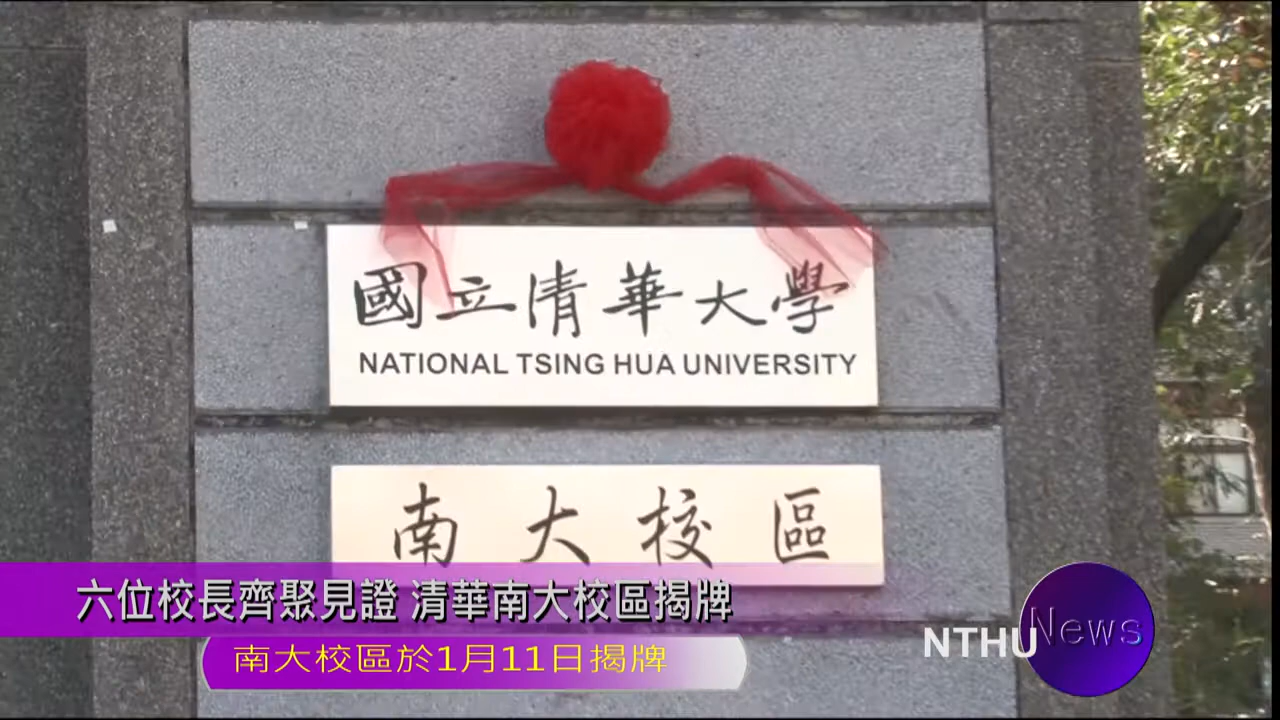 國立清華大學
NATIONAL TSING HUA UNIVERSITY
南大校區
六位校長齊聚見證 清華南大校區揭牌
南大校區於1月11日揭牌
NTHU News